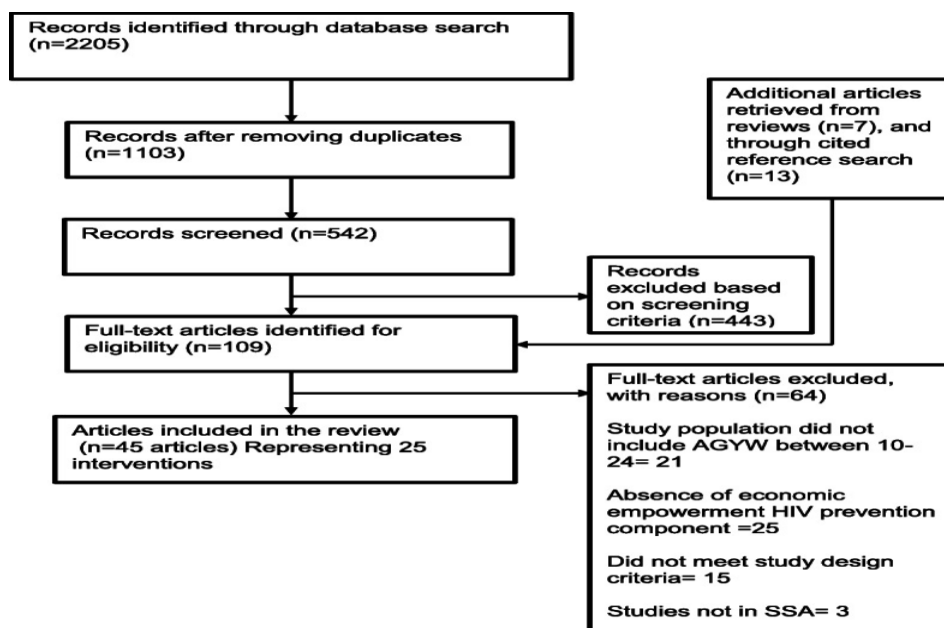 Records identified through database search
(n=2205)
Additional articles
retrieved from
reviews (n=7), and
through cited
reference search
(n=13)
Records after removing duplicates
(n=1103)
Records screened (n=542)
Records
excluded based
on screening
criteria (n=443)
Full-text articles identified for
eligibility (n=109)
Full-text articles excluded,
with reasons (n=64)
Study population did not
include AGYW between 10-
24= 21
Absence of economic
empowerment HIV prevention
component =25
Did not meet study design
criteria= 15
Studies not in SSA= 3
Articles included in the review
(n=45 articles) Representing 25
interventions